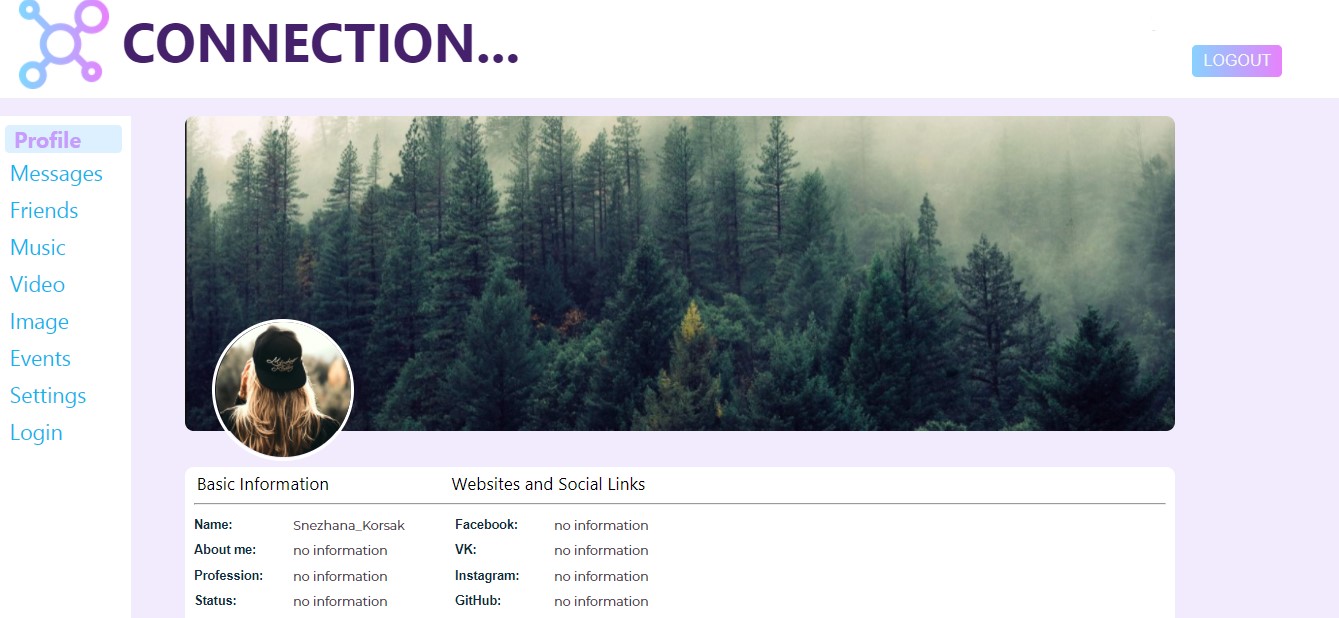 CONNECTION...
LOGOUT
Profile
Messages
Friends
Music
Video
Image
Events
Settings
Login
Basic Information Websites and Social Links
Name: Snezhana_Korsak Facebook: no information
About me: no information VK: no information
Profession: no information Instagram: no information
Status: no information GitHub: no information